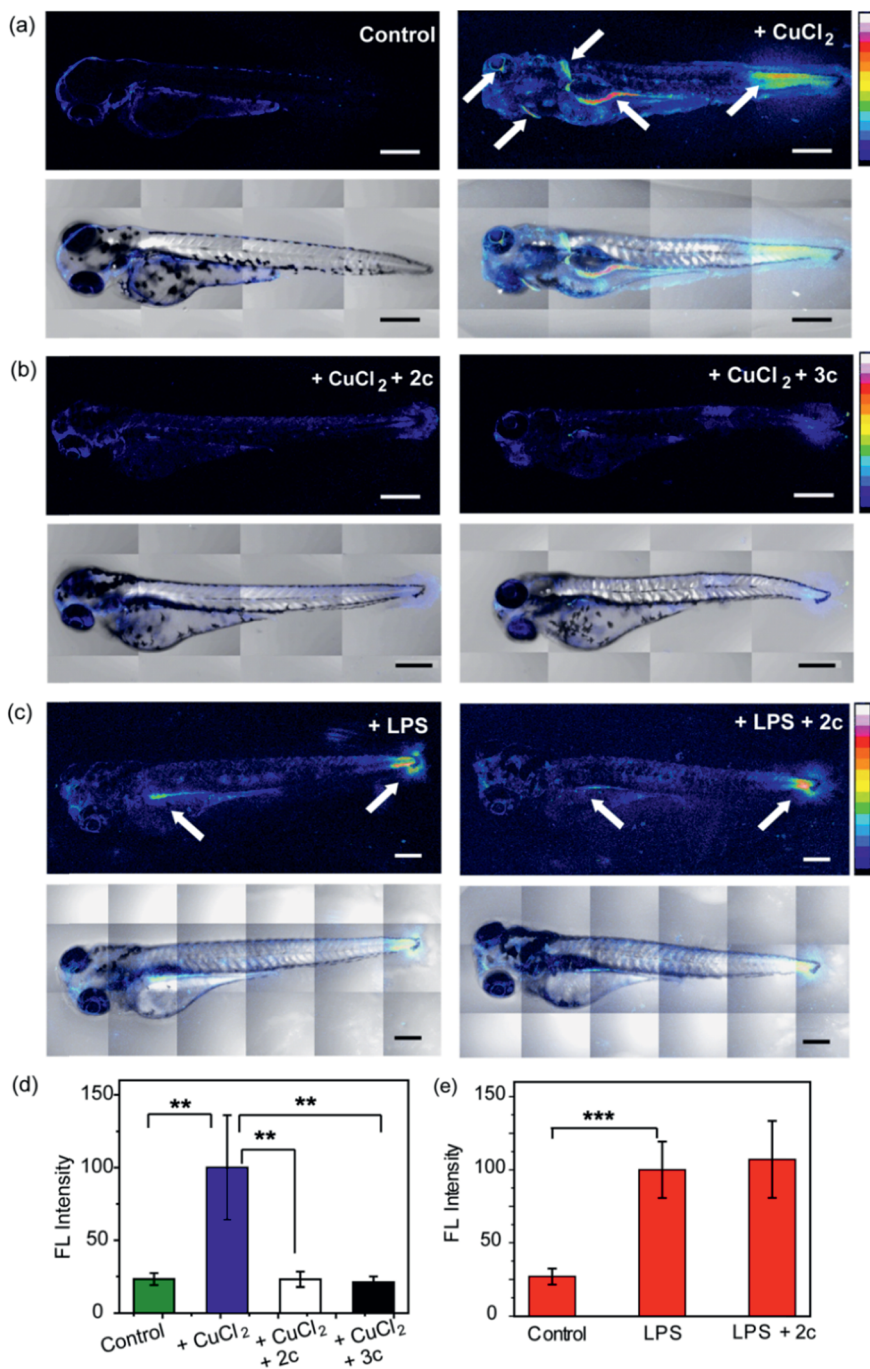 (a)
Control
+ CuCl₂
(b)
+ CuCl₂ + 2c
+ CuCl₂ + 3c
(c)
+ LPS
+ LPS + 2c
(d)
FL Intensity
150
100
50
0
**
**
**
Control
+ CuCl₂
+ CuCl₂
+ 2c
+ CuCl₂
+ 3c
(e)
FL Intensity
150
100
50
0
***
Control
LPS
LPS + 2c